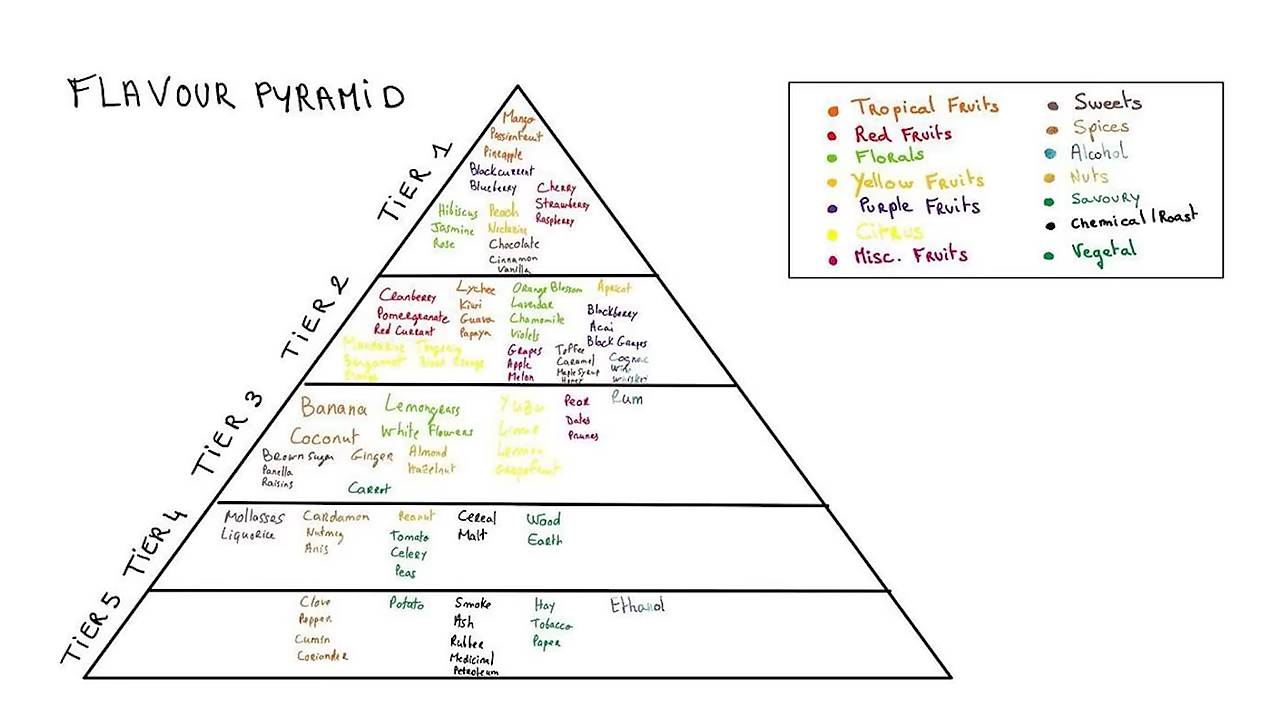 FLAVOUR PYRAMID
TIER 1
Mango
Passionfruit
Pineapple
Blackcurrent
Blueberry
Cherry
Strawberry
Raspberry
Hibiscus
Jasmine
Rose
Peach
Nectarine
Chocolate
Cinnamon
Vanilla
TIER 2
Cranberry
Pomergranate
Red Currant
Lychee
Kiwi
Guava
Papaya
Orange Blossom
Lavendar
Chamomile
Violets
Apricot
Blackberry
Acai
Black Grapes
Mandarine Tangerine
Bergamot Blood Orange
Orange
Grapes
Apple
Melon
Toffee
Caramel
Maple Syrup
Honey
Cognac
Whiskey
TIER 3
Banana
Coconut
Lemongrass
White Flowers
Yuzu
Lime
Lemon
Grapefruit
Pear
Dates
Prunes
Rum
Brown Sugar
Panella
Raisins
Ginger
Almond
Hazelnut
Carrot
TIER 4
Mollasses
Liquorice
Cardamon
Nutmeg
Anis
Peanut
Tomato
Celery
Peas
Cereal
Malt
Wood
Earth
TIER 5
Clove
Pepper
Cumin
Coriander
Potato
Smoke
Ash
Rubber
Medicinal
Petroleum
Hay
Tobacco
Paper
Ethanol
Tropical Fruits
Red Fruits
Florals
Yellow Fruits
Purple Fruits
Citrus
Misc. Fruits
Sweets
Spices
Alcohol
Nuts
Savoury
Chemical/Roast
Vegetal